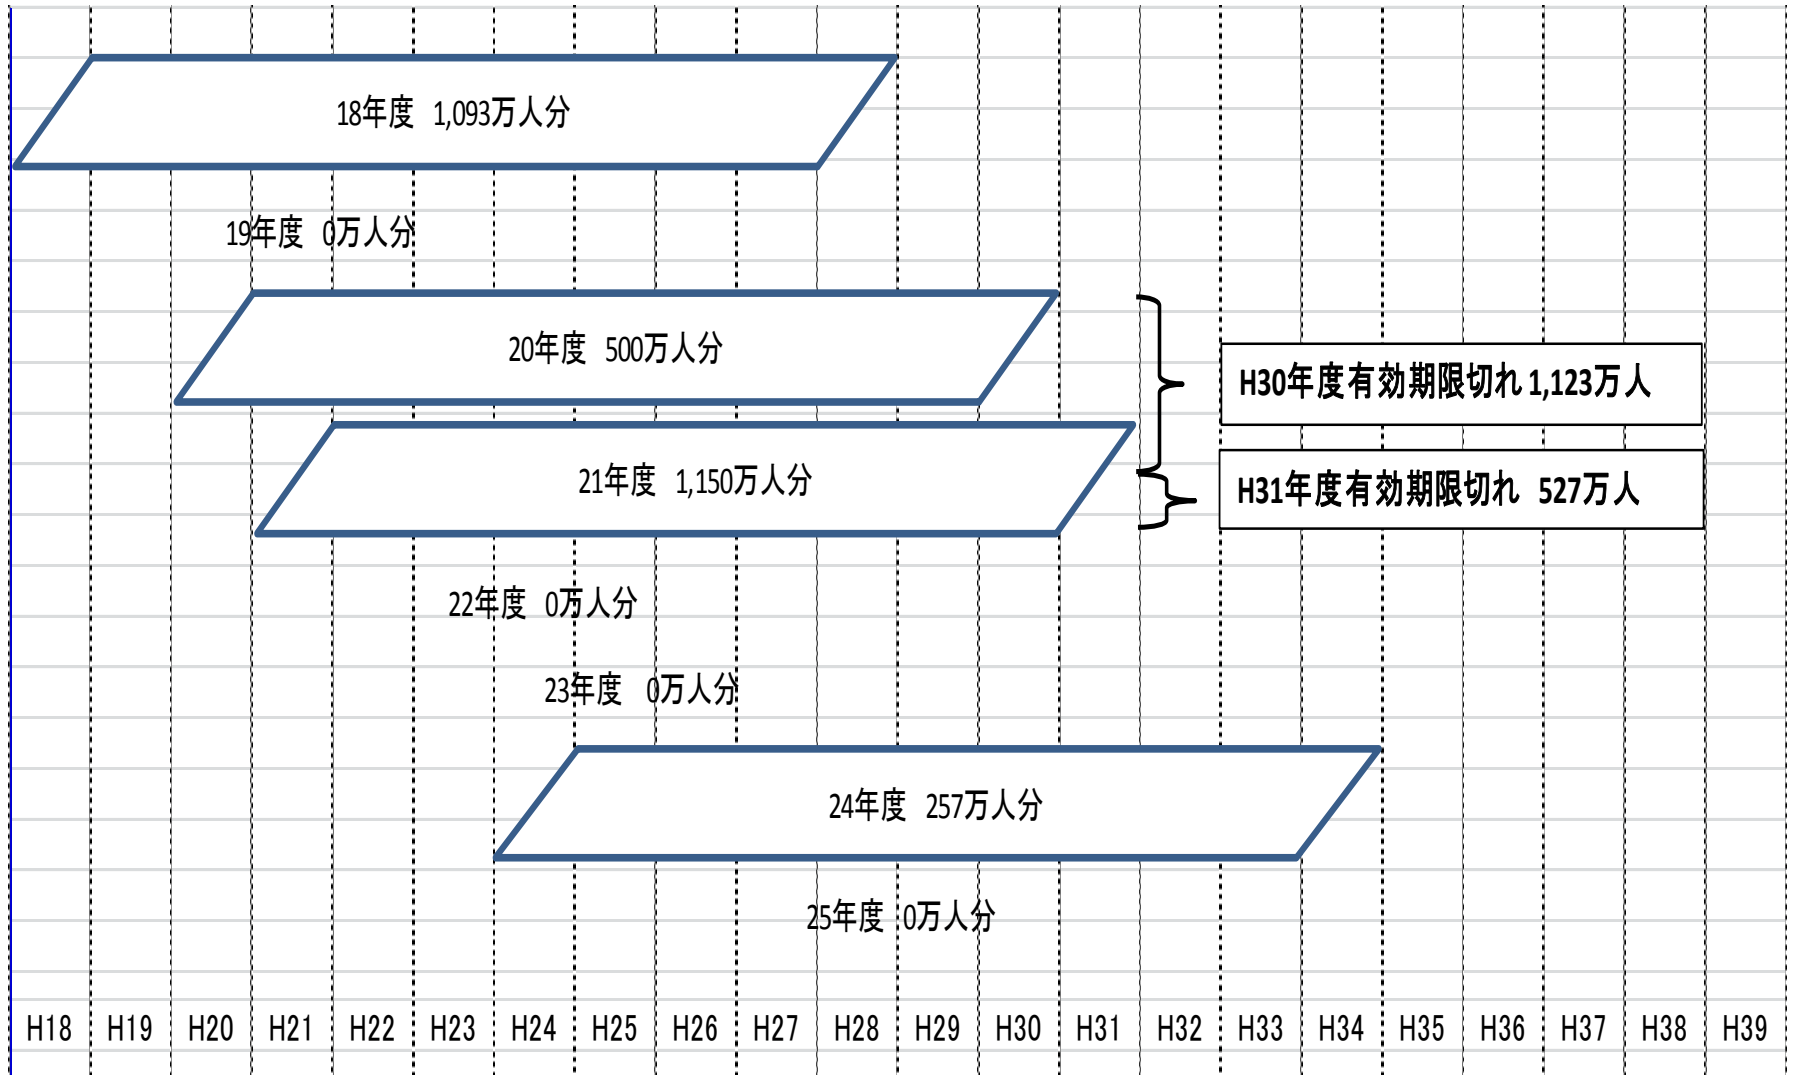 18年度 1,093万人分
19年度 0万人分
20年度 500万人分
H30年度有効期限切れ 1,123万人
21年度 1,150万人分
H31年度有効期限切れ 527万人
22年度 0万人分
23年度 0万人分
24年度 257万人分
25年度 0万人分
H18 H19 H20 H21 H22 H23 H24 H25 H26 H27 H28 H29 H30 H31 H32 H33 H34 H35 H36 H37 H38 H39